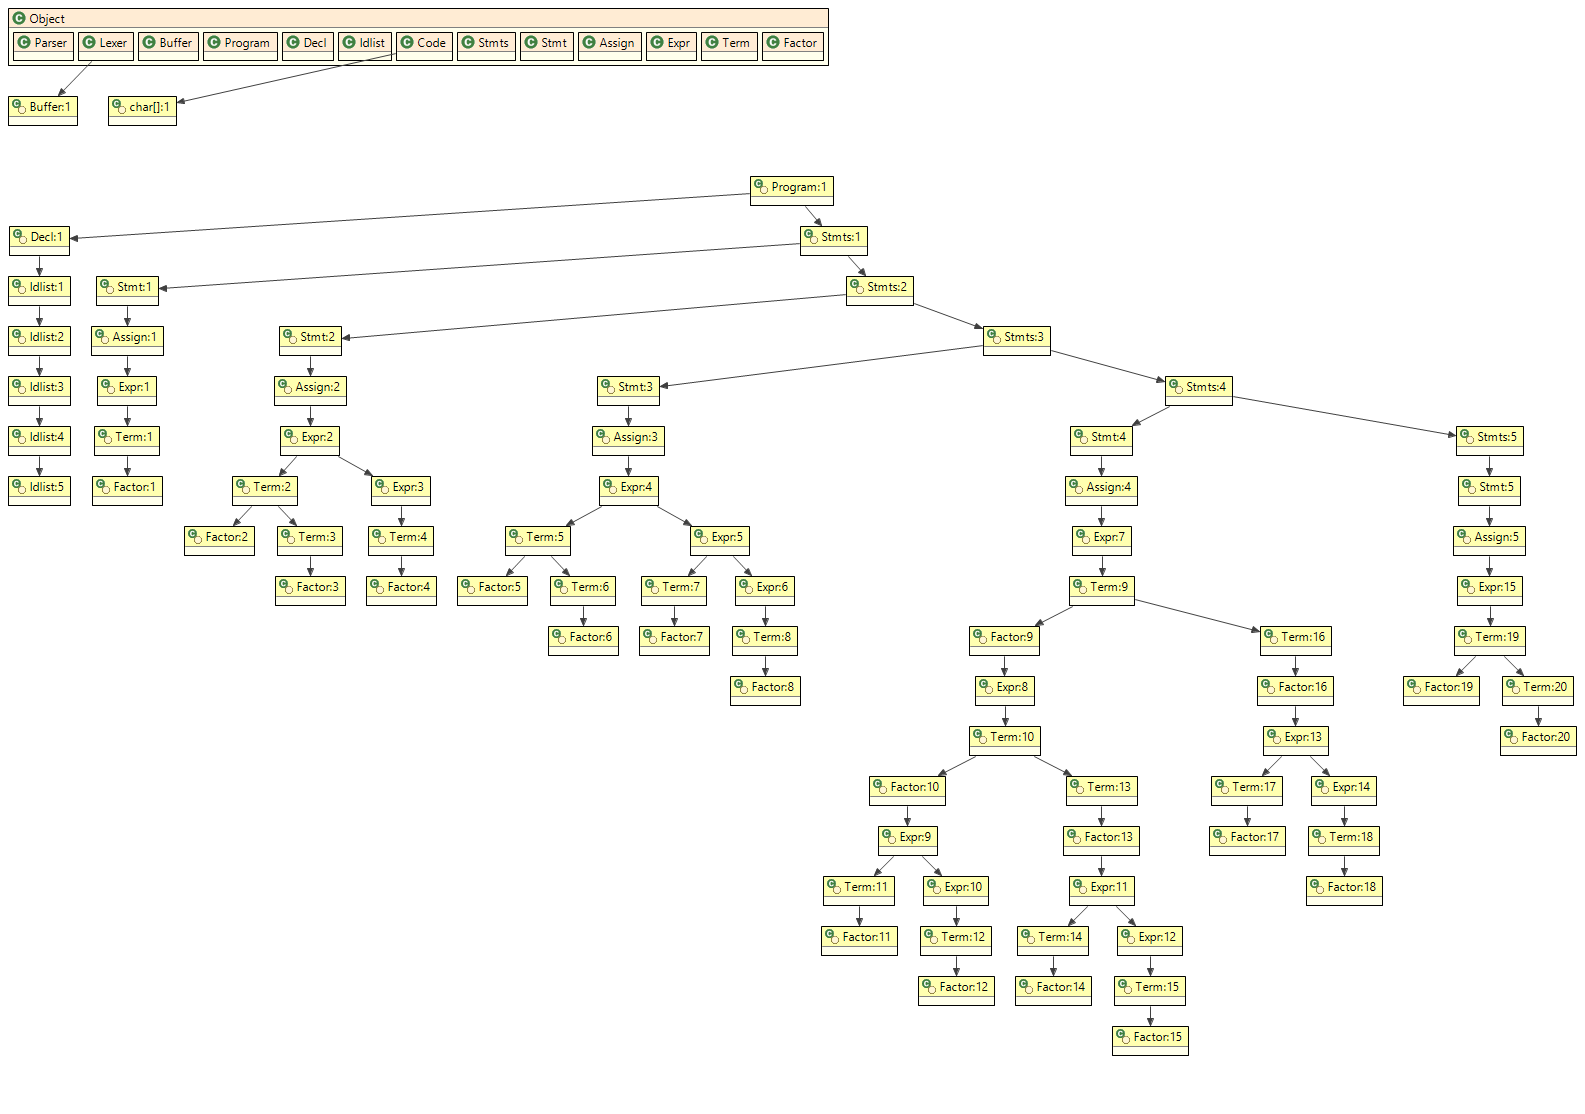 Object
Parser Lexer Buffer Program Decl Idlist Code Stmts Stmt Assign Expr Term Factor
Buffer:1 char[]:1
Program:1
Decl:1 Stmts:1
Idlist:1 Stmt:1 Stmts:2
Idlist:2 Assign:1 Stmt:2 Stmts:3
Idlist:3 Expr:1 Assign:2 Stmt:3 Stmts:4
Idlist:4 Term:1 Expr:2 Assign:3 Stmt:4 Stmts:5
Idlist:5 Factor:1 Term:2 Expr:3 Expr:4 Assign:4 Stmt:5
Factor:2 Term:3 Term:4 Term:5 Expr:5 Expr:7 Assign:5
Factor:3 Factor:4 Factor:5 Term:6 Term:7 Expr:6 Term:9 Expr:15
Factor:6 Factor:7 Term:8 Factor:9 Term:16 Term:19
Factor:8 Expr:8 Factor:16 Factor:19 Term:20
Term:10 Expr:13 Factor:20
Factor:10 Term:13 Term:17 Expr:14
Expr:9 Factor:13 Factor:17 Term:18
Term:11 Expr:10 Expr:11 Factor:18
Factor:11 Term:12 Term:14 Expr:12
Factor:12 Factor:14 Term:15
Factor:15